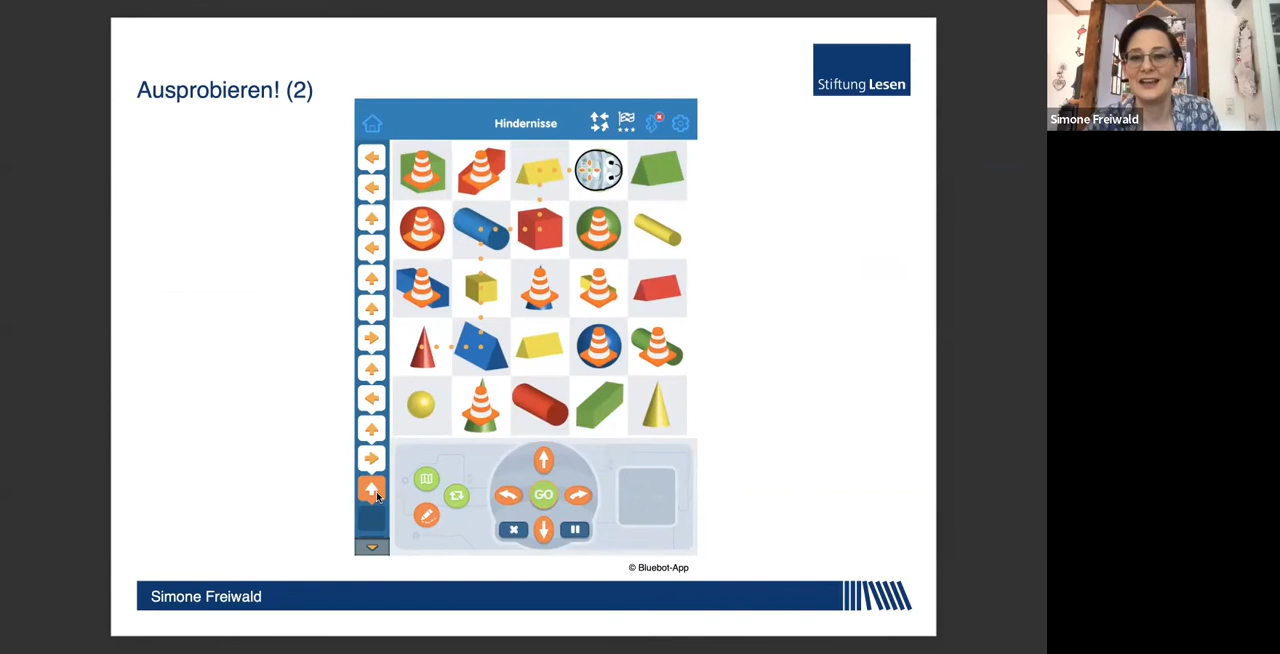 Ausprobieren! (2)
Stiftung Lesen
Hindernisse
GO
© Bluebot-App
Simone Freiwald
Simone Freiwald